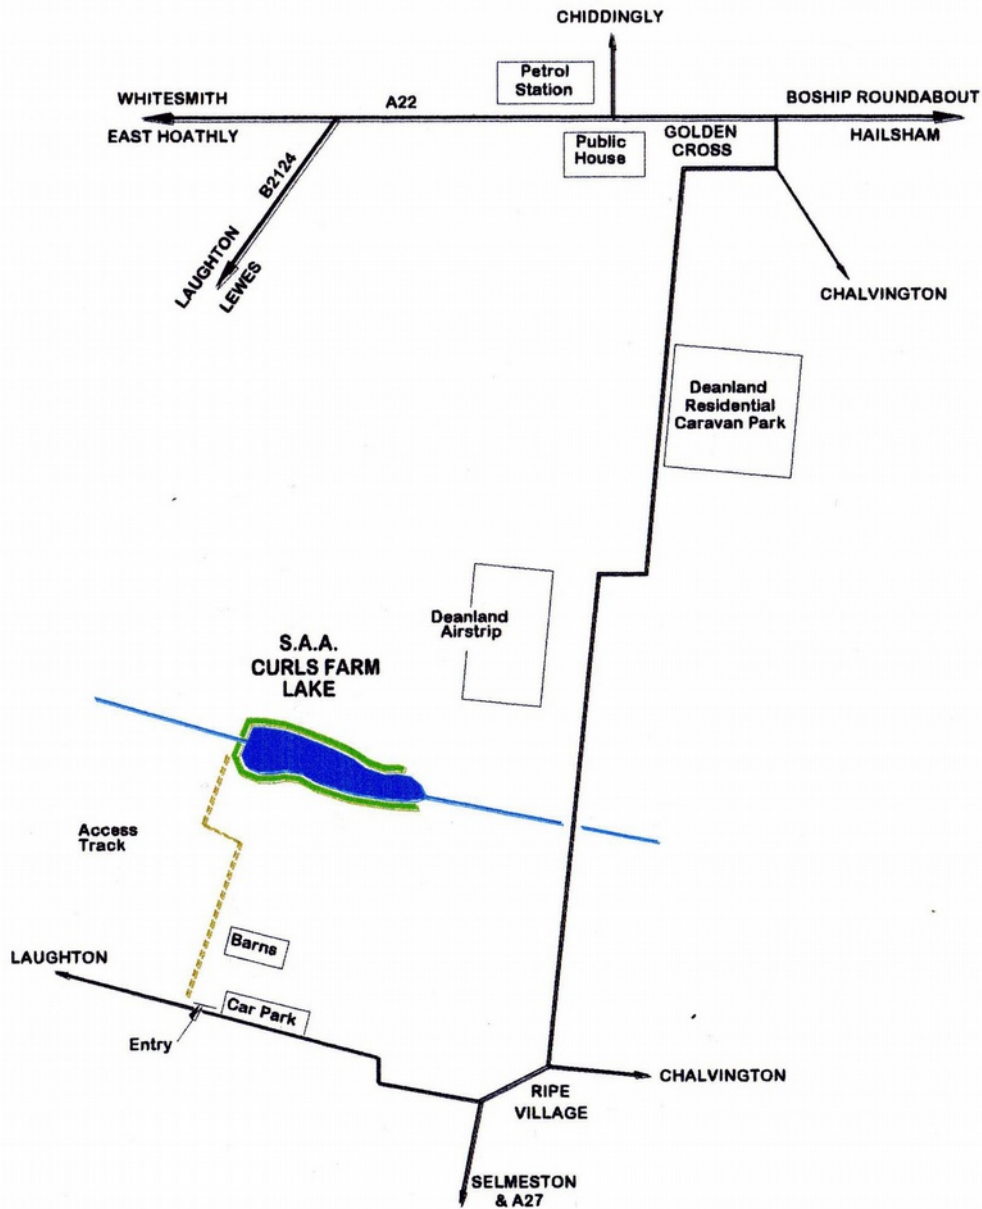 CHIDDINGLY
Petrol
Station
WHITESMITH
A22
BOSHIP ROUNDABOUT
EAST HOATHLY
Public
House
GOLDEN
CROSS
HAILSHAM
B2124
LAUGHTON
LEWES
CHALVINGTON
Deanland
Residential
Caravan Park
Deanland
Airstrip
S.A.A.
CURLS FARM
LAKE
Access
Track
Barns
LAUGHTON
Car Park
Entry
CHALVINGTON
RIPE
VILLAGE
SELMESTON
& A27